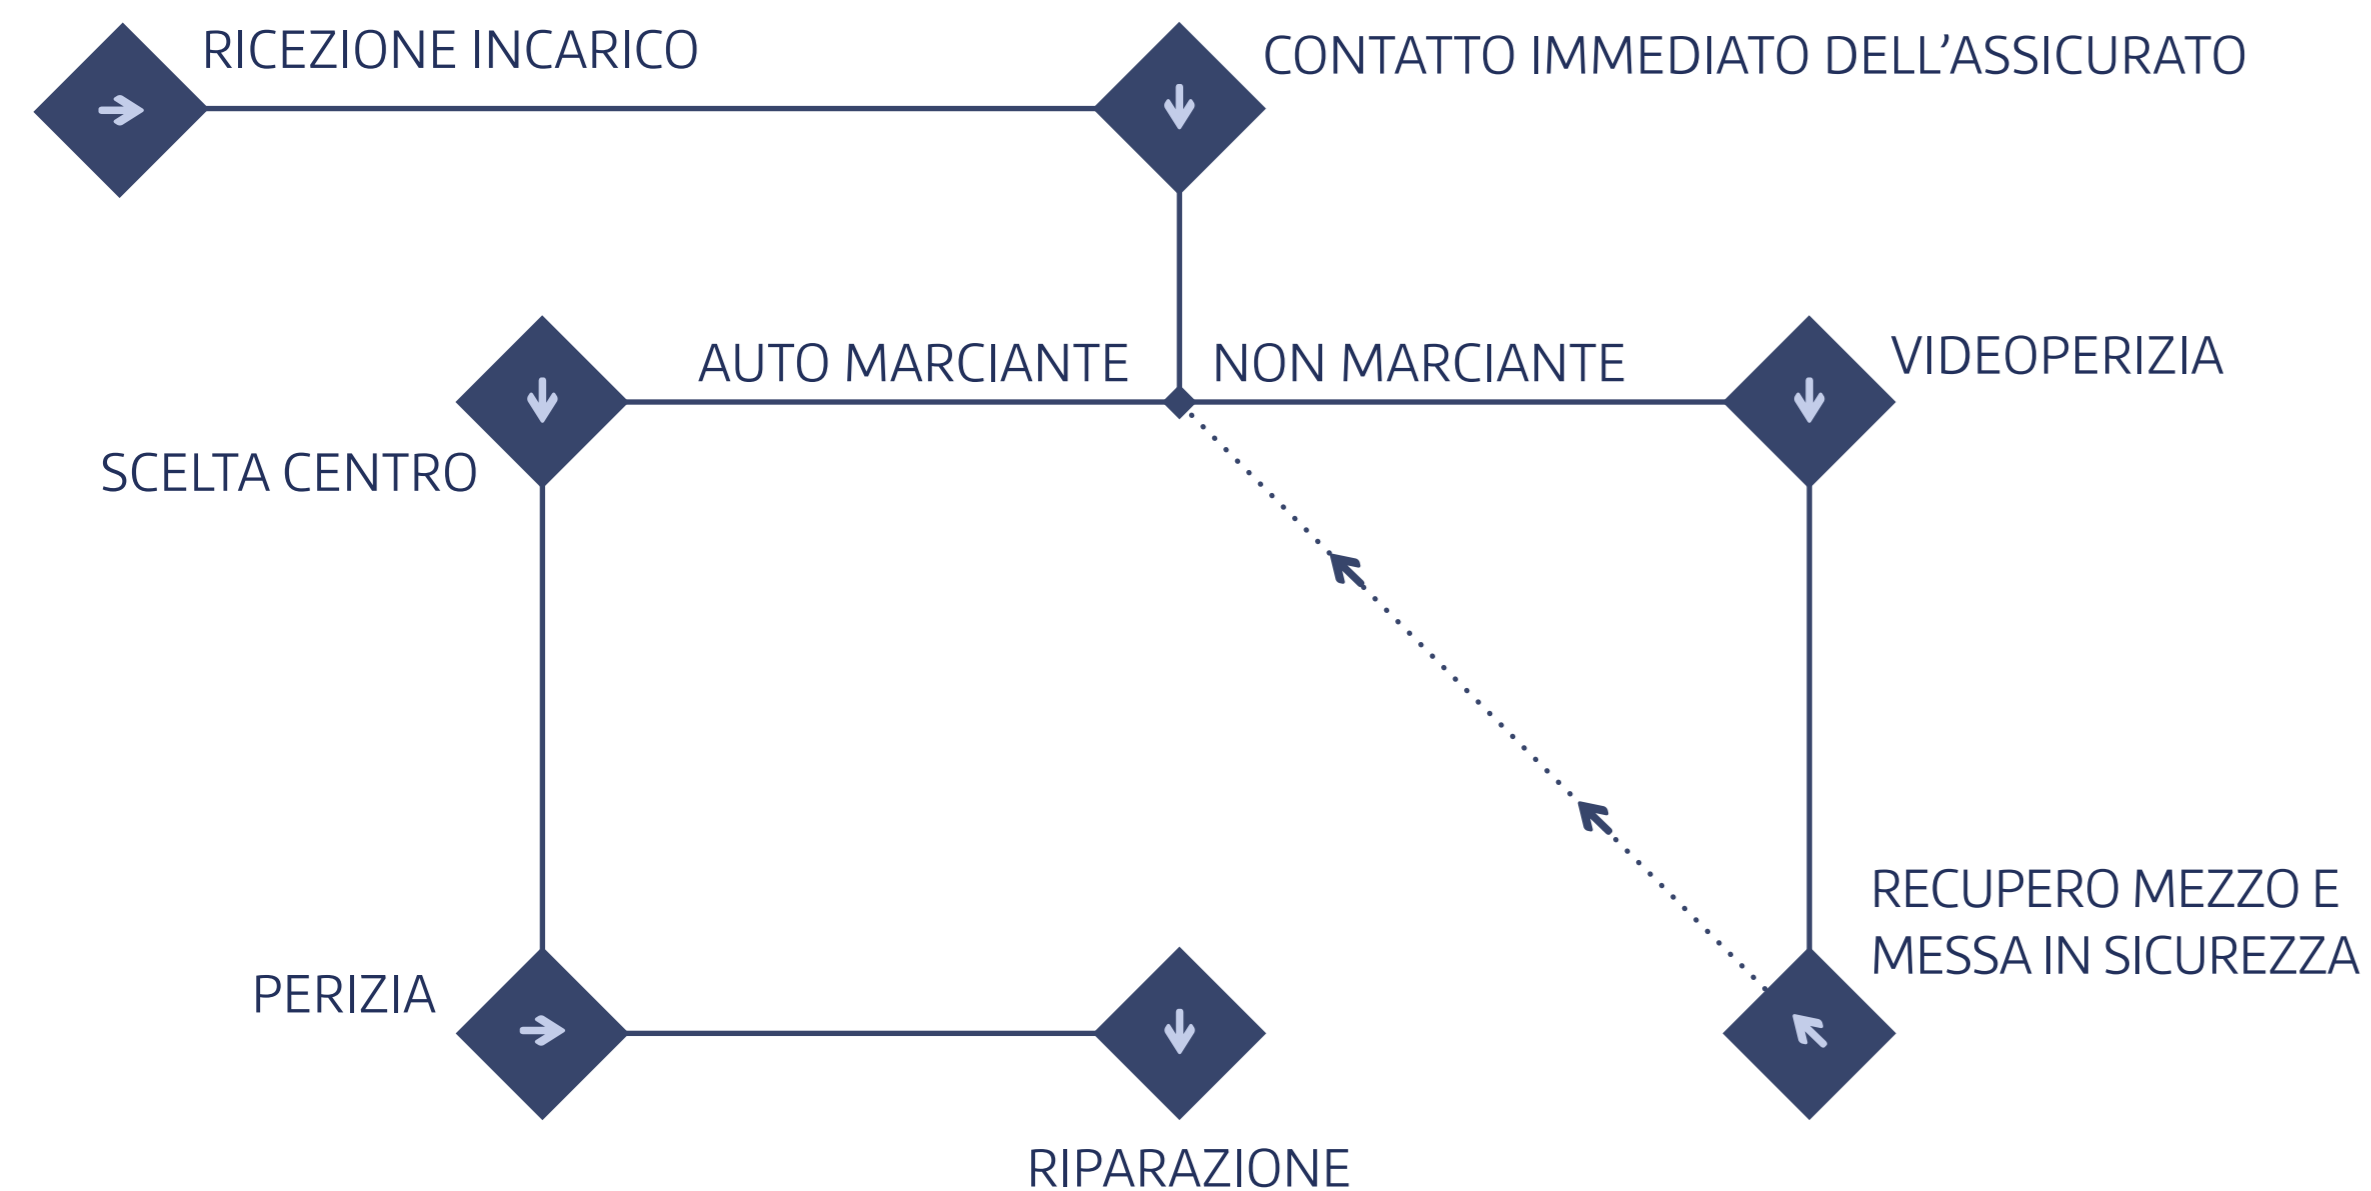 RICEZIONE INCARICO
CONTATTO IMMEDIATO DELL’ASSICURATO
AUTO MARCIANTE
NON MARCIANTE
VIDEOPERIZIA
SCELTA CENTRO
RECUPERO MEZZO E
MESSA IN SICUREZZA
PERIZIA
RIPARAZIONE